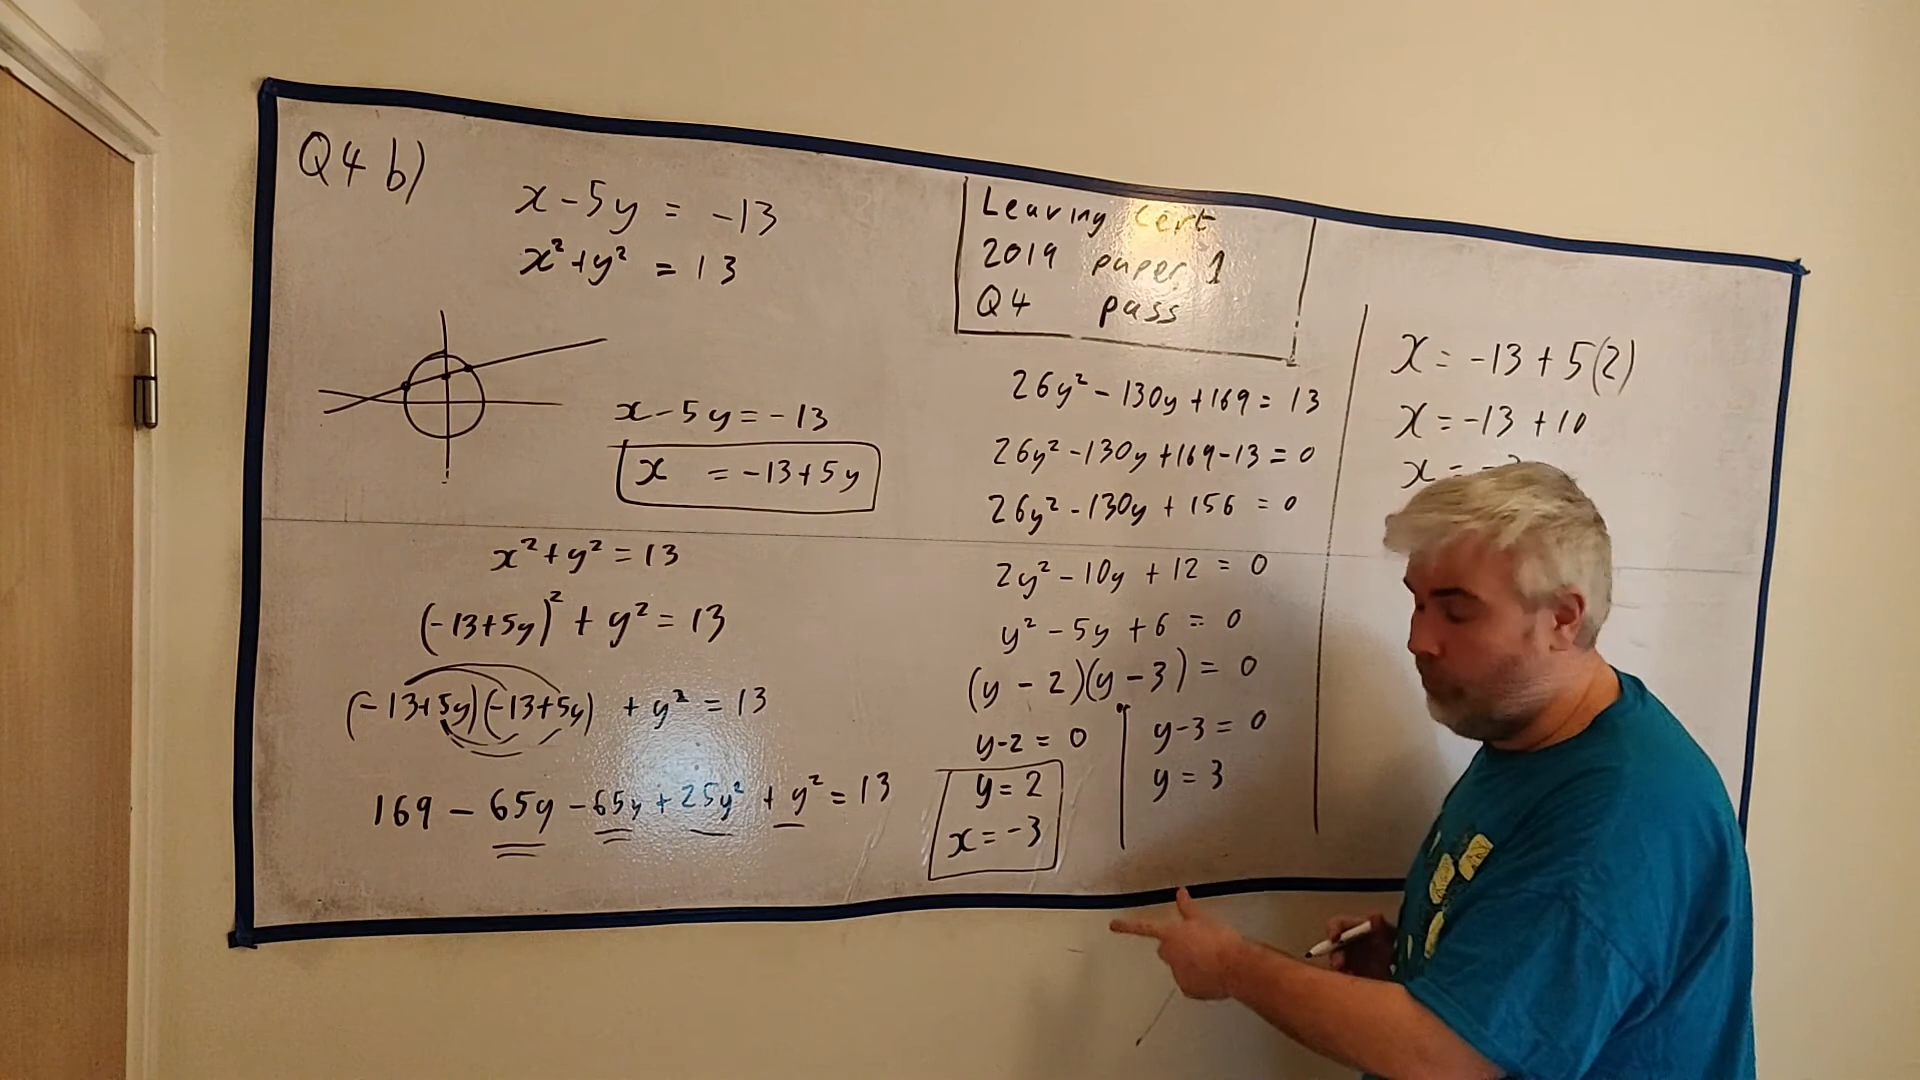 Q4 b)
x - 5y = -13
x² + y² = 13
x - 5y = -13
x = -13 + 5y
x² + y² = 13
(-13+5y)² + y² = 13
(-13+5y)(-13+5y) + y² = 13
169 - 65y - 65y + 25y² + y² = 13
Leaving cert
2019 paper 1
Q4 pass
26y² - 130y + 169 = 13
26y² - 130y + 169 - 13 = 0
26y² - 130y + 156 = 0
2y² - 10y + 12 = 0
y² - 5y + 6 = 0
(y - 2)(y - 3) = 0
y - 2 = 0
y = 2
x = -3
y - 3 = 0
y = 3
x = -13 + 5(2)
x = -13 + 10
x =